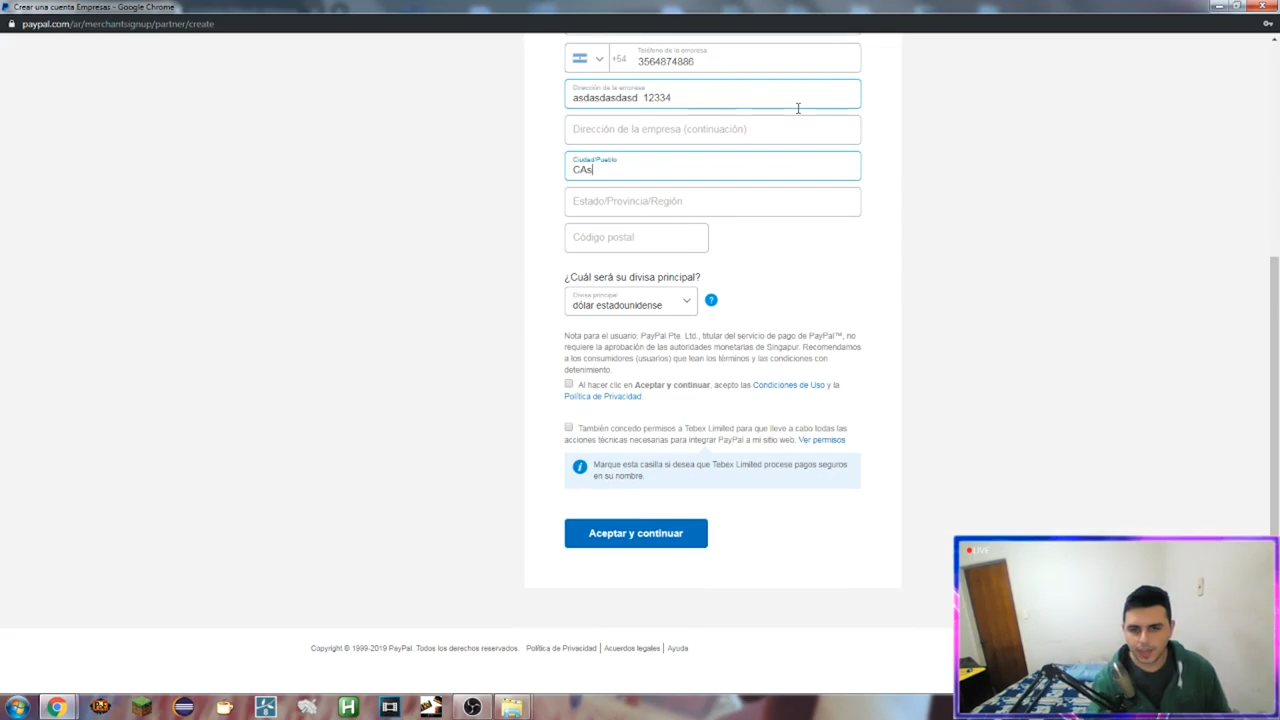 Crear una cuenta Empresas - Google Chrome
paypal.com/ar/merchantsignup/partner/create
Teléfono de la empresa
+54
3564874886
Dirección de la empresa
asdasdasdasd 12334
Dirección de la empresa (continuación)
Ciudad/Pueblo
CAs
Estado/Provincia/Región
Código postal
¿Cuál será su divisa principal?
Divisa principal
dólar estadounidense
?
Nota para el usuario: PayPal Pte. Ltd., titular del servicio de pago de PayPal™, no
requiere la aprobación de las autoridades monetarias de Singapur. Recomendamos
a los consumidores (usuarios) que lean los términos y las condiciones con
detenimiento.
Al hacer clic en Aceptar y continuar, acepto las Condiciones de Uso y la
Política de Privacidad.
También concedo permisos a Tebex Limited para que lleve a cabo todas las
acciones técnicas necesarias para integrar PayPal a mi sitio web. Ver permisos
i
Marque esta casilla si desea que Tebex Limited procese pagos seguros
en su nombre.
Aceptar y continuar
LIVE
Copyright © 1999-2019 PayPal. Todos los derechos reservados. Política de Privacidad | Acuerdos legales | Ayuda
H